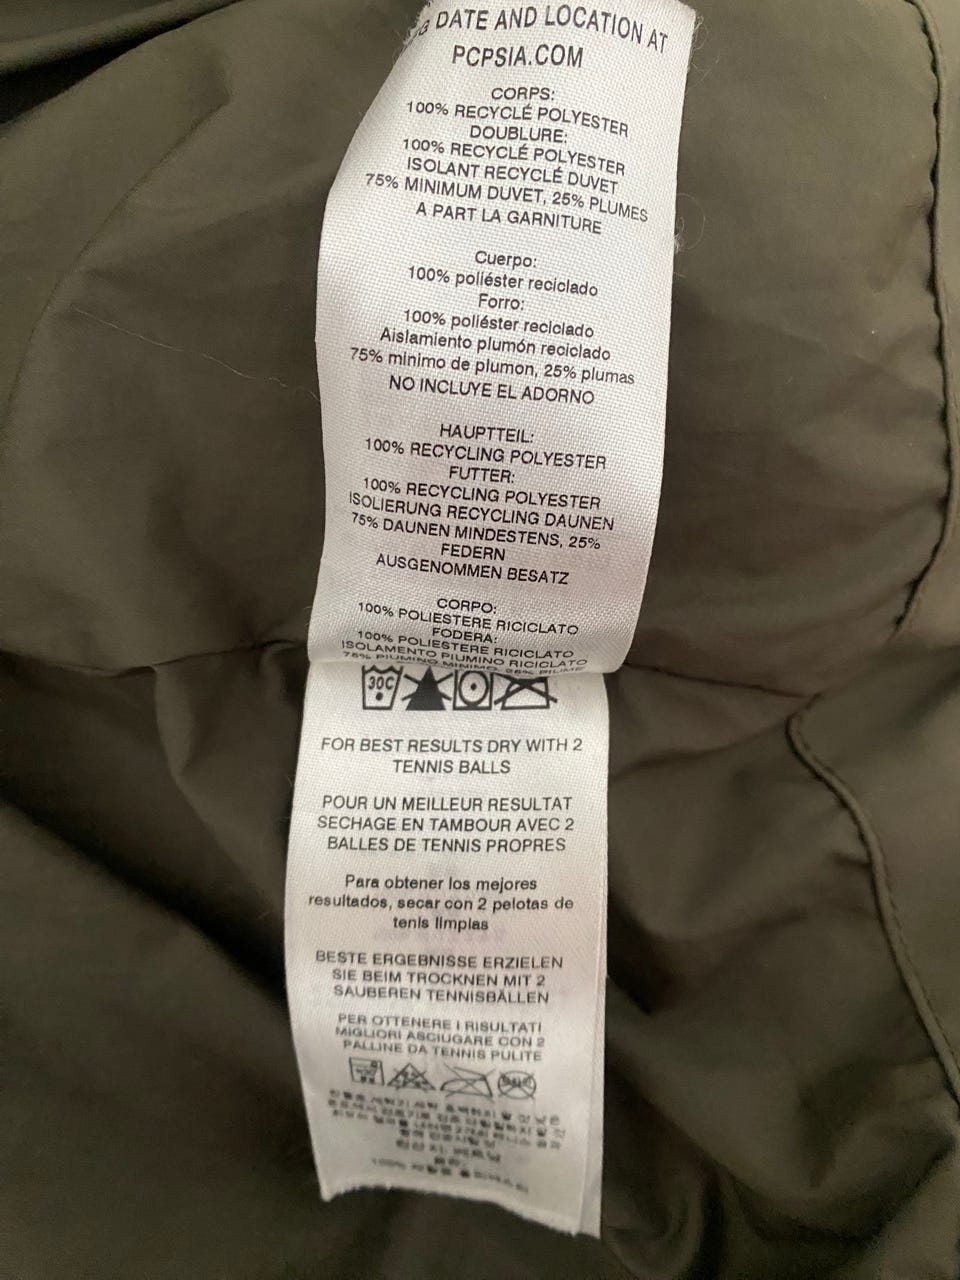 DATE AND LOCATION AT
PCPSIA.COM
CORPS:
100% RECYCLÉ POLYESTER
DOUBLURE:
100% RECYCLÉ POLYESTER
ISOLANT RECYCLÉ DUVET
75% MINIMUM DUVET, 25% PLUMES
A PART LA GARNITURE
Cuerpo:
100% poliéster reciclado
Forro:
100% poliéster reciclado
Aislamiento plumón reciclado
75% minimo de plumon, 25% plumas
NO INCLUYE EL ADORNO
HAUPTTEIL:
100% RECYCLING POLYESTER
FUTTER:
100% RECYCLING POLYESTER
ISOLIERUNG RECYCLING DAUNEN
75% DAUNEN MINDESTENS, 25%
FEDERN
AUSGENOMMEN BESATZ
CORPO:
100% POLIESTERE RICICLATO
FODERA:
100% POLIESTERE RICICLATO
ISOLAMENTO PIUMINO RICICLATO
75% PIUMINO MINIMO, 25% PIUME
30C
FOR BEST RESULTS DRY WITH 2
TENNIS BALLS
POUR UN MEILLEUR RESULTAT
SECHAGE EN TAMBOUR AVEC 2
BALLES DE TENNIS PROPRES
Para obtener los mejores
resultados, secar con 2 pelotas de
tenis limpias
BESTE ERGEBNISSE ERZIELEN
SIE BEIM TROCKNEN MIT 2
SAUBEREN TENNISBÄLLEN
PER OTTENERE I RISULTATI
MIGLIORI ASCIUGARE CON 2
PALLINE DA TENNIS PULITE
100%